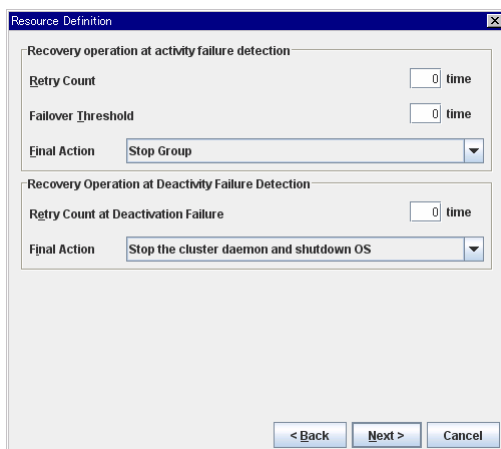 Resource Definition
Recovery operation at activity failure detection
Retry Count 0 time
Failover Threshold 0 time
Final Action Stop Group
Recovery Operation at Deactivity Failure Detection
Retry Count at Deactivation Failure 0 time
Final Action Stop the cluster daemon and shutdown OS
< Back Next > Cancel